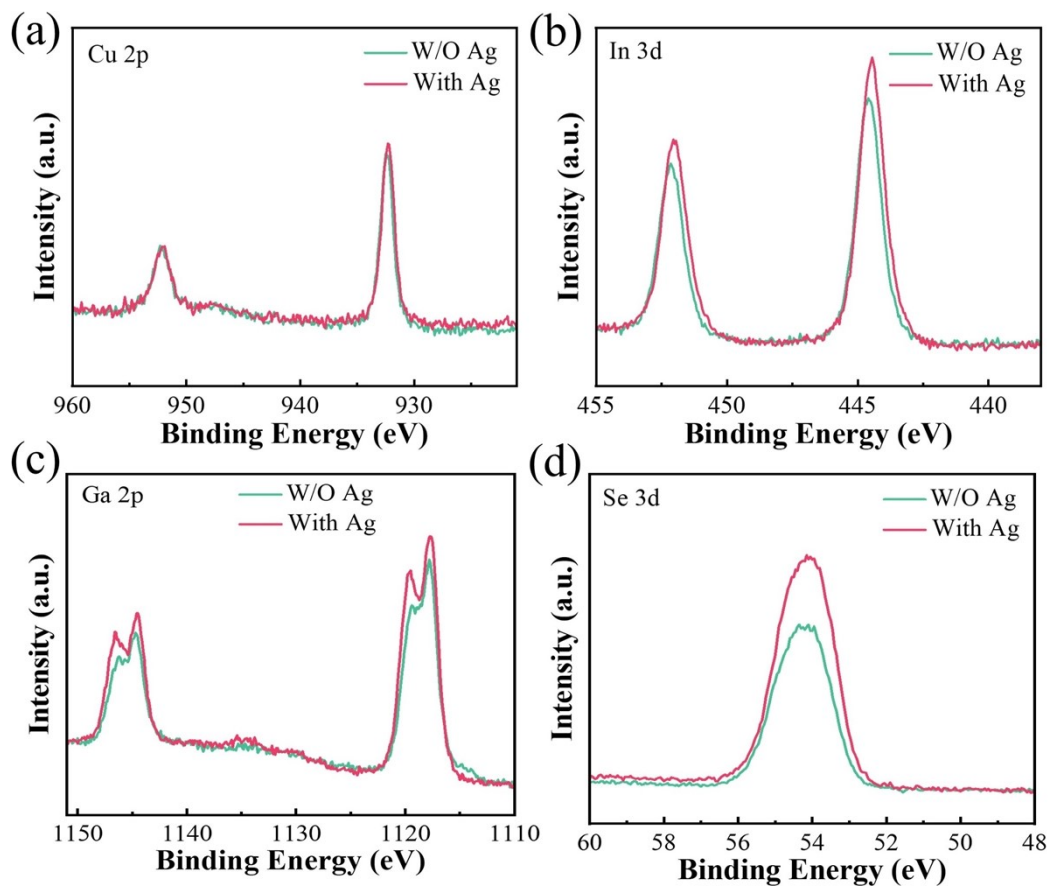 (a)
Cu 2p
W/O Ag
With Ag
Intensity (a.u.)
960
950
940
930
Binding Energy (eV)
(b)
In 3d
W/O Ag
With Ag
Intensity (a.u.)
455
450
445
440
Binding Energy (eV)
(c)
Ga 2p
W/O Ag
With Ag
Intensity (a.u.)
1150
1140
1130
1120
1110
Binding Energy (eV)
(d)
Se 3d
W/O Ag
With Ag
Intensity (a.u.)
60
58
56
54
52
50
48
Binding Energy (eV)